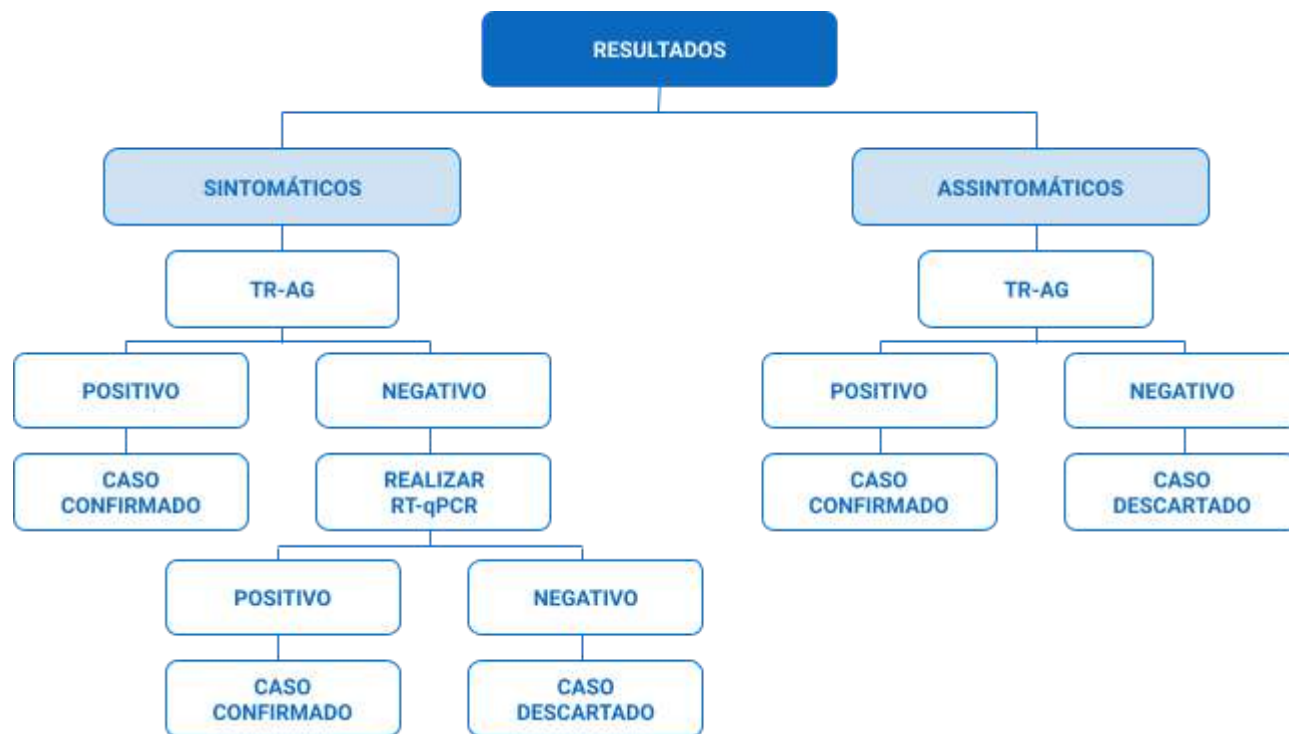 RESULTADOS
SINTOMÁTICOS
ASSINTOMÁTICOS
TR-AG
TR-AG
POSITIVO
NEGATIVO
POSITIVO
NEGATIVO
CASO
CONFIRMADO
REALIZAR
RT-qPCR
CASO
CONFIRMADO
CASO
DESCARTADO
POSITIVO
NEGATIVO
CASO
CONFIRMADO
CASO
DESCARTADO